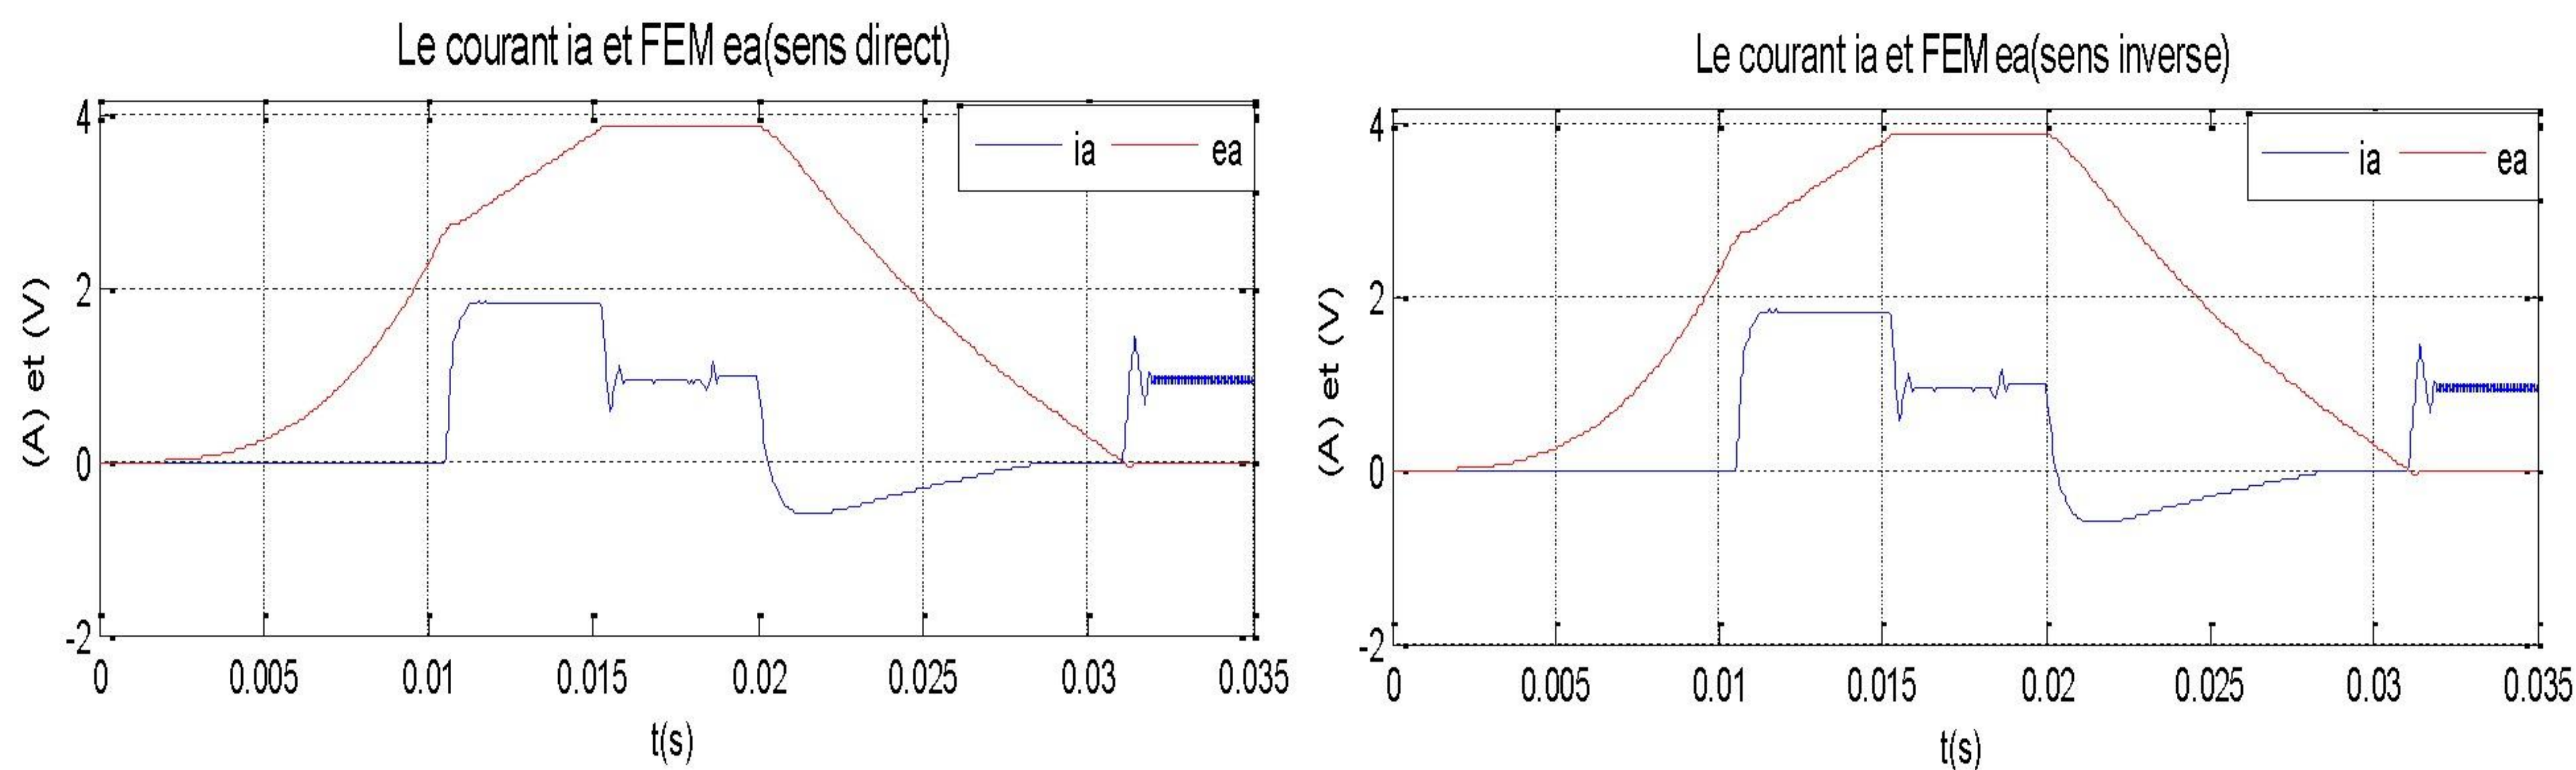 Le courant ia et FEM ea(sens direct)
4
2
0
-2
(A) et (V)
ia ea
0 0.005 0.01 0.015 0.02 0.025 0.03 0.035
t(s)
Le courant ia et FEM ea(sens inverse)
4
2
0
-2
(A) et (V)
ia ea
0 0.005 0.01 0.015 0.02 0.025 0.03 0.035
t(s)